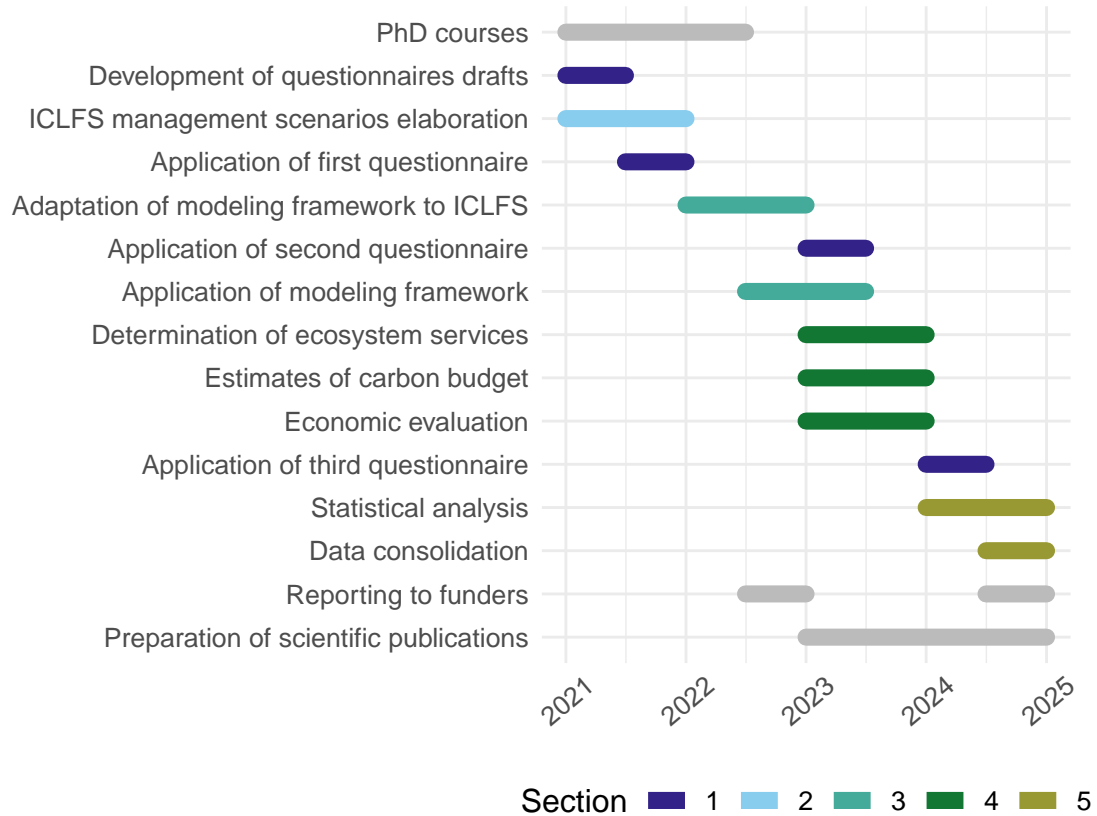 PhD courses
Development of questionnaires drafts
ICLFS management scenarios elaboration
Application of first questionnaire
Adaptation of modeling framework to ICLFS
Application of second questionnaire
Application of modeling framework
Determination of ecosystem services
Estimates of carbon budget
Economic evaluation
Application of third questionnaire
Statistical analysis
Data consolidation
Reporting to funders
Preparation of scientific publications
2021 2022 2023 2024 2025
Section 1 2 3 4 5